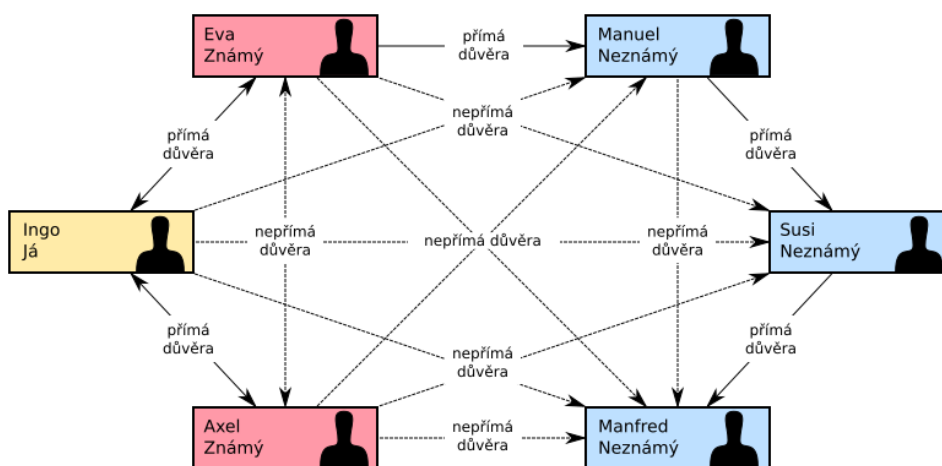 Eva
Známý
přímá
důvěra
Manuel
Neznámý
nepřímá
důvěra
přímá
důvěra
přímá
důvěra
Ingo
Já
nepřímá
důvěra
nepřímá důvěra
nepřímá
důvěra
Susi
Neznámý
přímá
důvěra
nepřímá
důvěra
přímá
důvěra
Axel
Známý
nepřímá
důvěra
Manfred
Neznámý